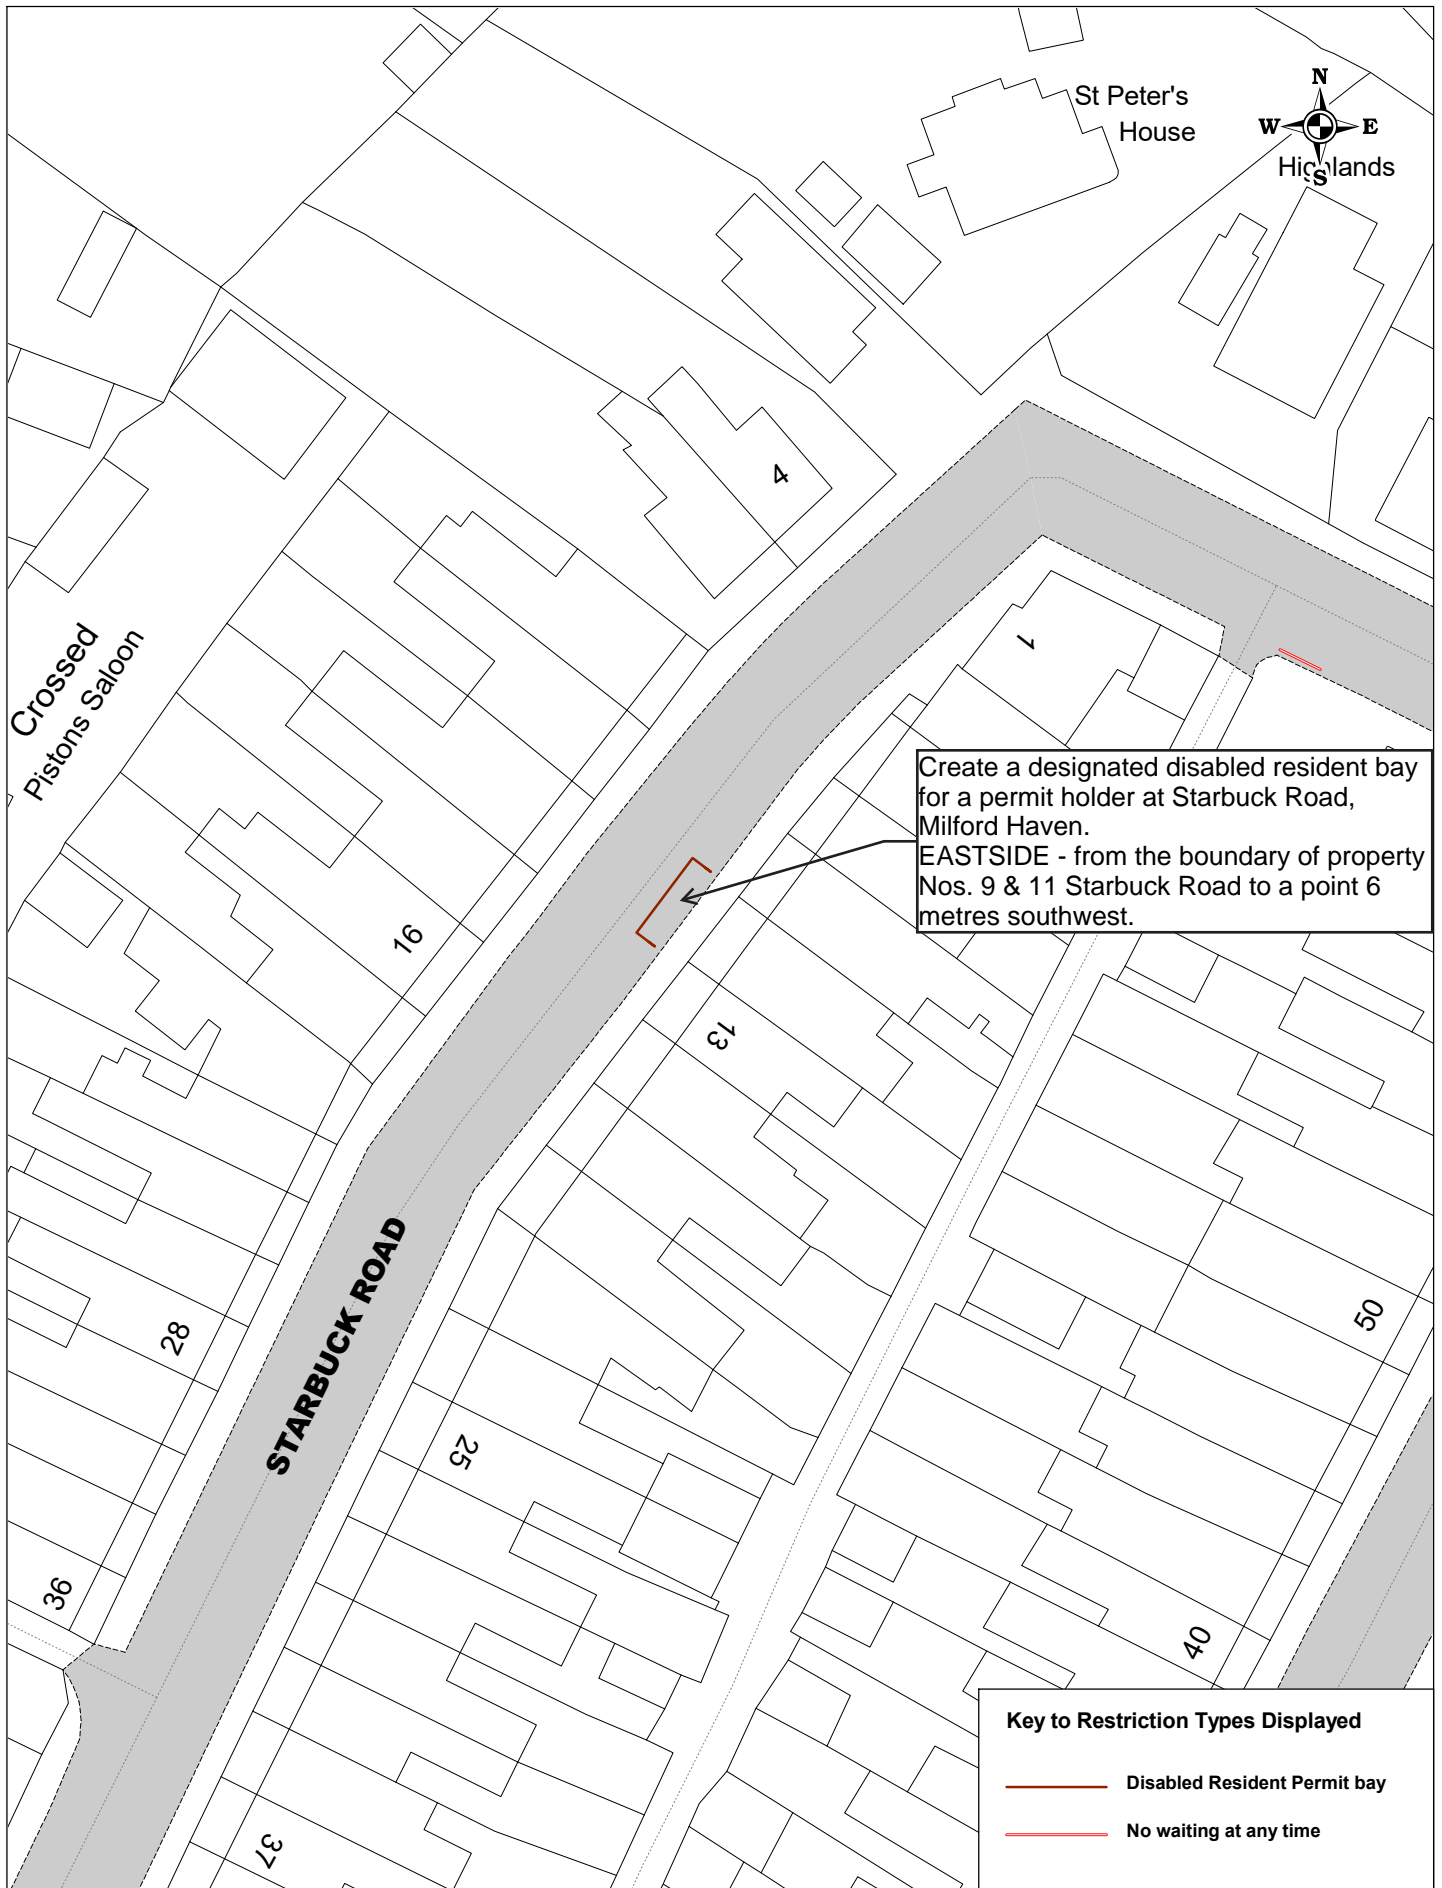 St Peter's
House
N
W
E
S
Highlands
4
1
Crossed
Pistons Saloon
Create a designated disabled resident bay
for a permit holder at Starbuck Road,
Milford Haven.
EASTSIDE - from the boundary of property
Nos. 9 & 11 Starbuck Road to a point 6
metres southwest.
16
13
STARBUCK ROAD
28
50
25
36
40
37
Key to Restriction Types Displayed
Disabled Resident Permit bay
No waiting at any time